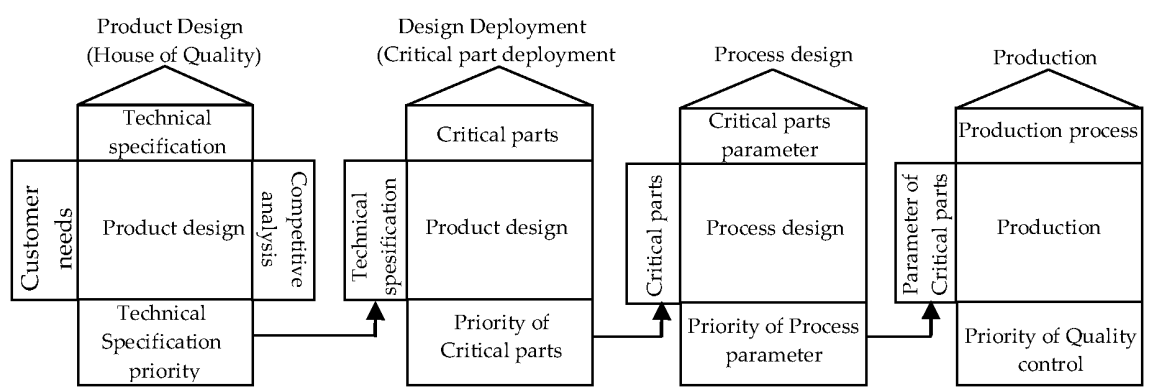 Product Design
(House of Quality)
Technical
specification
Customer
needs
Product design
Competitive
analysis
Technical
Specification
priority
Design Deployment
(Critical part deployment
Critical parts
Technical
spesification
Product design
Priority of
Critical parts
Process design
Critical parts
parameter
Critical parts
Process design
Priority of Process
parameter
Production
Production process
Parameter of
Critical parts
Production
Priority of Quality
control